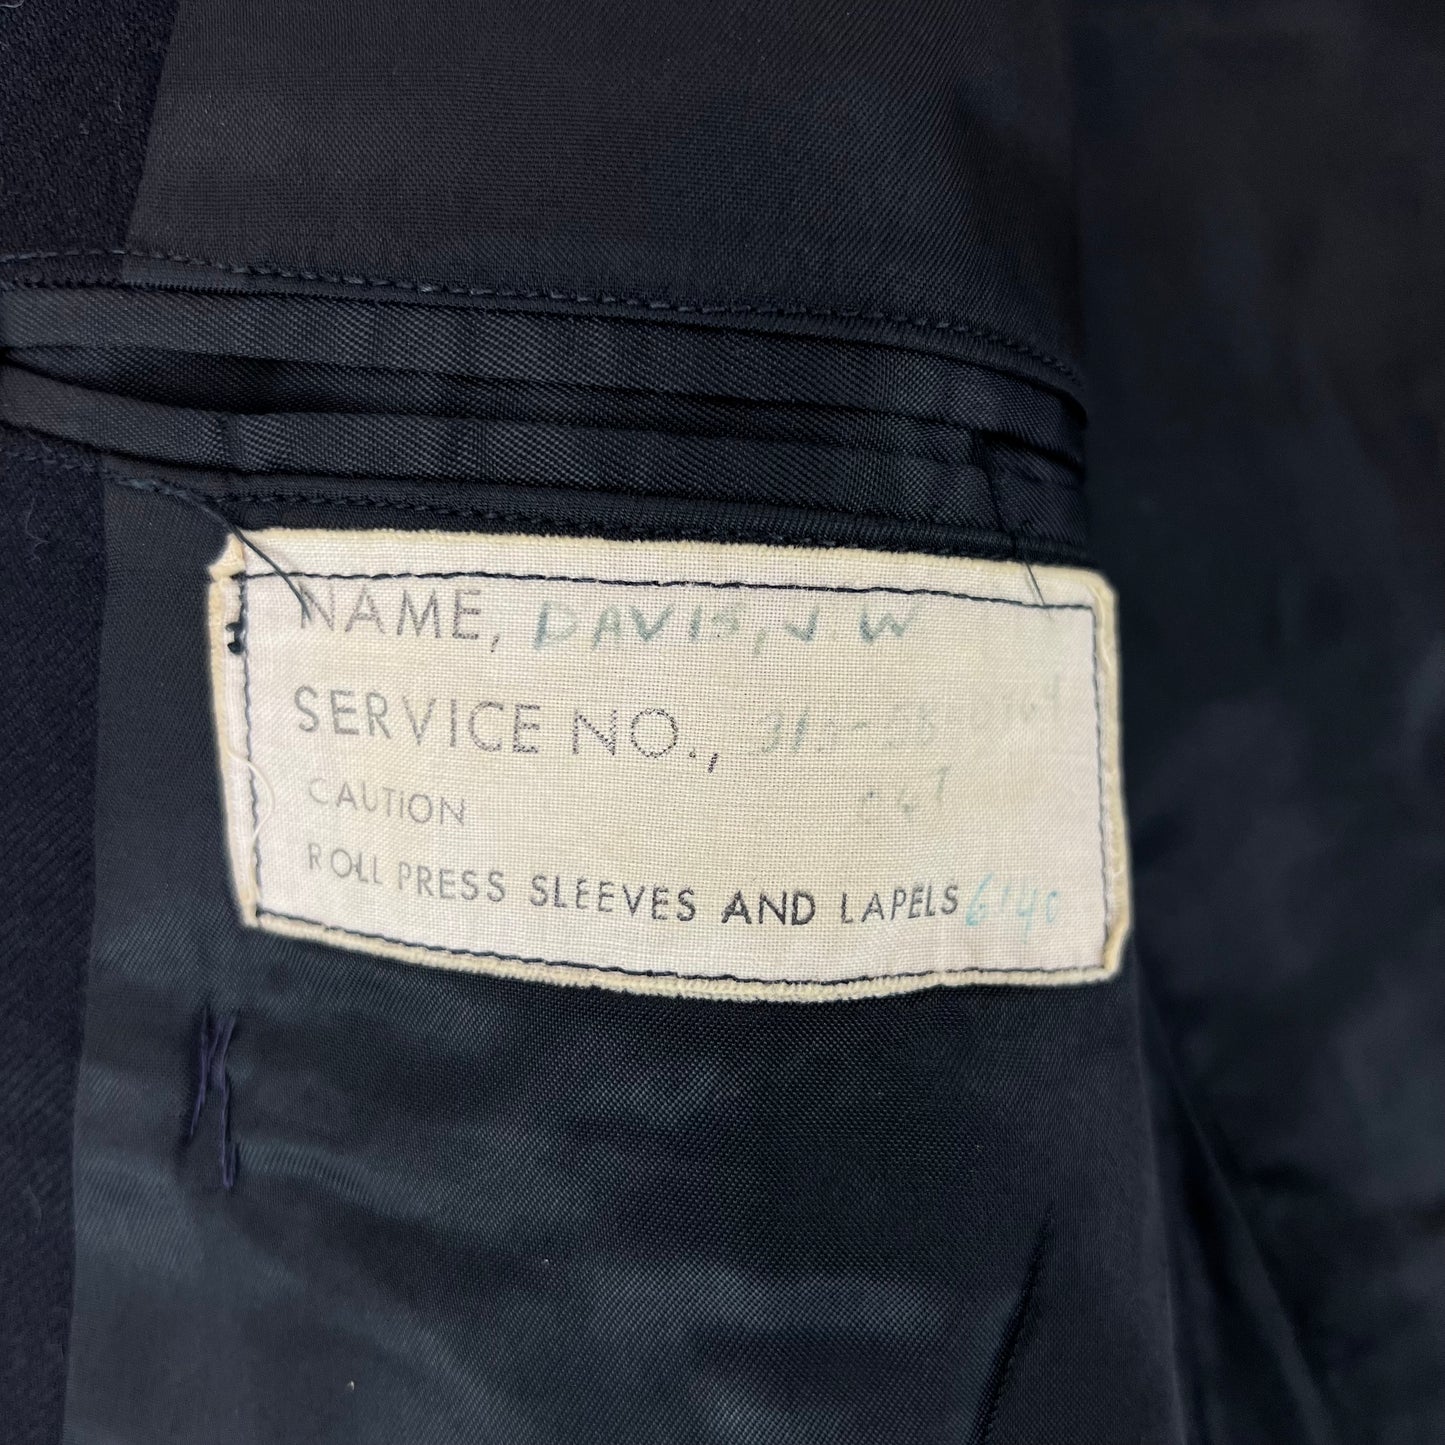 NAME, DAVIS, J.W
SERVICE NO.,
CAUTION
ROLL PRESS SLEEVES AND LAPELS